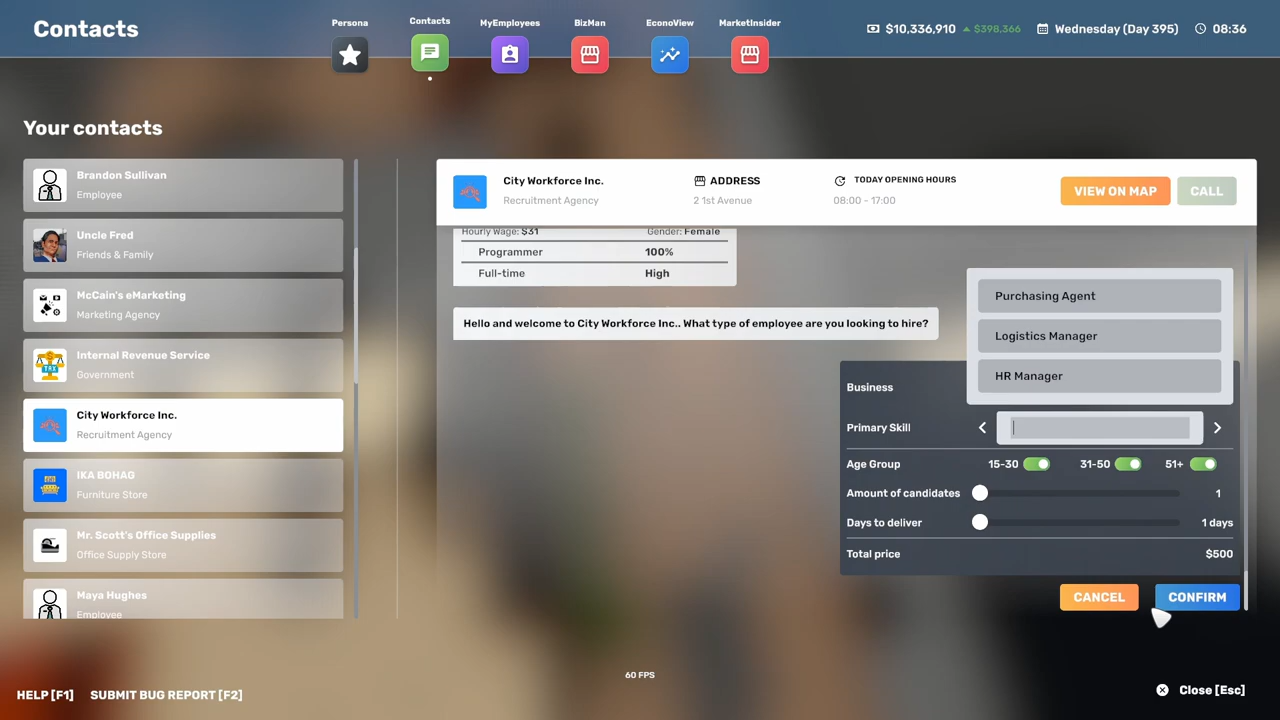 Contacts
Persona
Contacts
MyEmployees
BizMan
EconoView
MarketInsider
$10,336,910 $398,366
Wednesday (Day 395)
08:36
Your contacts
Brandon Sullivan
Employee
Uncle Fred
Friends & Family
McCain's eMarketing
Marketing Agency
Internal Revenue Service
Government
City Workforce Inc.
Recruitment Agency
IKA BOHAG
Furniture Store
Mr. Scott's Office Supplies
Office Supply Store
Maya Hughes
Employee
City Workforce Inc.
Recruitment Agency
ADDRESS
2 1st Avenue
TODAY OPENING HOURS
08:00 - 17:00
VIEW ON MAP
CALL
Hourly Wage: $31 Gender: Female
Programmer 100%
Full-time High
Hello and welcome to City Workforce Inc.. What type of employee are you looking to hire?
Purchasing Agent
Logistics Manager
HR Manager
Business
Primary Skill
Age Group 15-30 31-50 51+
Amount of candidates 1
Days to deliver 1 days
Total price $500
CANCEL
CONFIRM
60 FPS
HELP [F1]
SUBMIT BUG REPORT [F2]
Close [Esc]